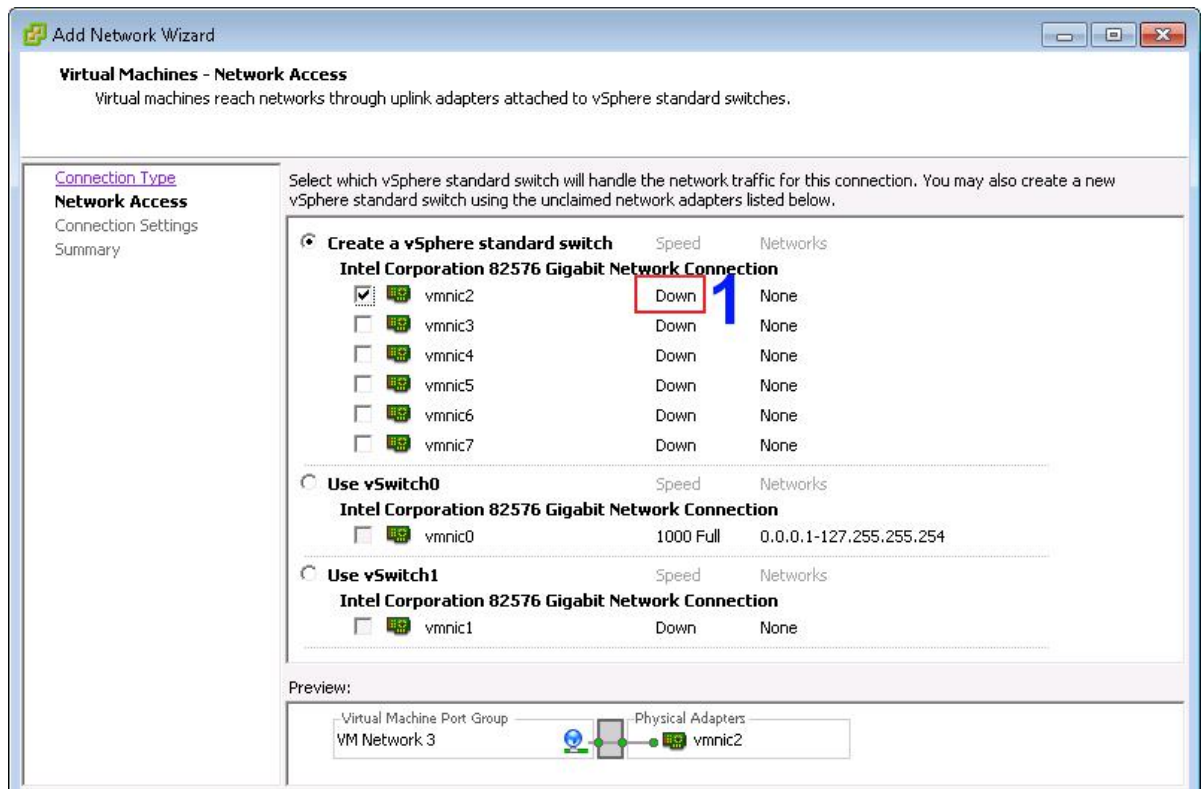 Add Network Wizard
Virtual Machines - Network Access
Virtual machines reach networks through uplink adapters attached to vSphere standard switches.
Connection Type
Network Access
Connection Settings
Summary
Select which vSphere standard switch will handle the network traffic for this connection. You may also create a new
vSphere standard switch using the unclaimed network adapters listed below.
Create a vSphere standard switch Speed Networks
Intel Corporation 82576 Gigabit Network Connection
vmnic2 Down 1 None
vmnic3 Down None
vmnic4 Down None
vmnic5 Down None
vmnic6 Down None
vmnic7 Down None
Use vSwitch0 Speed Networks
Intel Corporation 82576 Gigabit Network Connection
vmnic0 1000 Full 0.0.0.1-127.255.255.254
Use vSwitch1 Speed Networks
Intel Corporation 82576 Gigabit Network Connection
vmnic1 Down None
Preview:
Virtual Machine Port Group Physical Adapters
VM Network 3 vmnic2